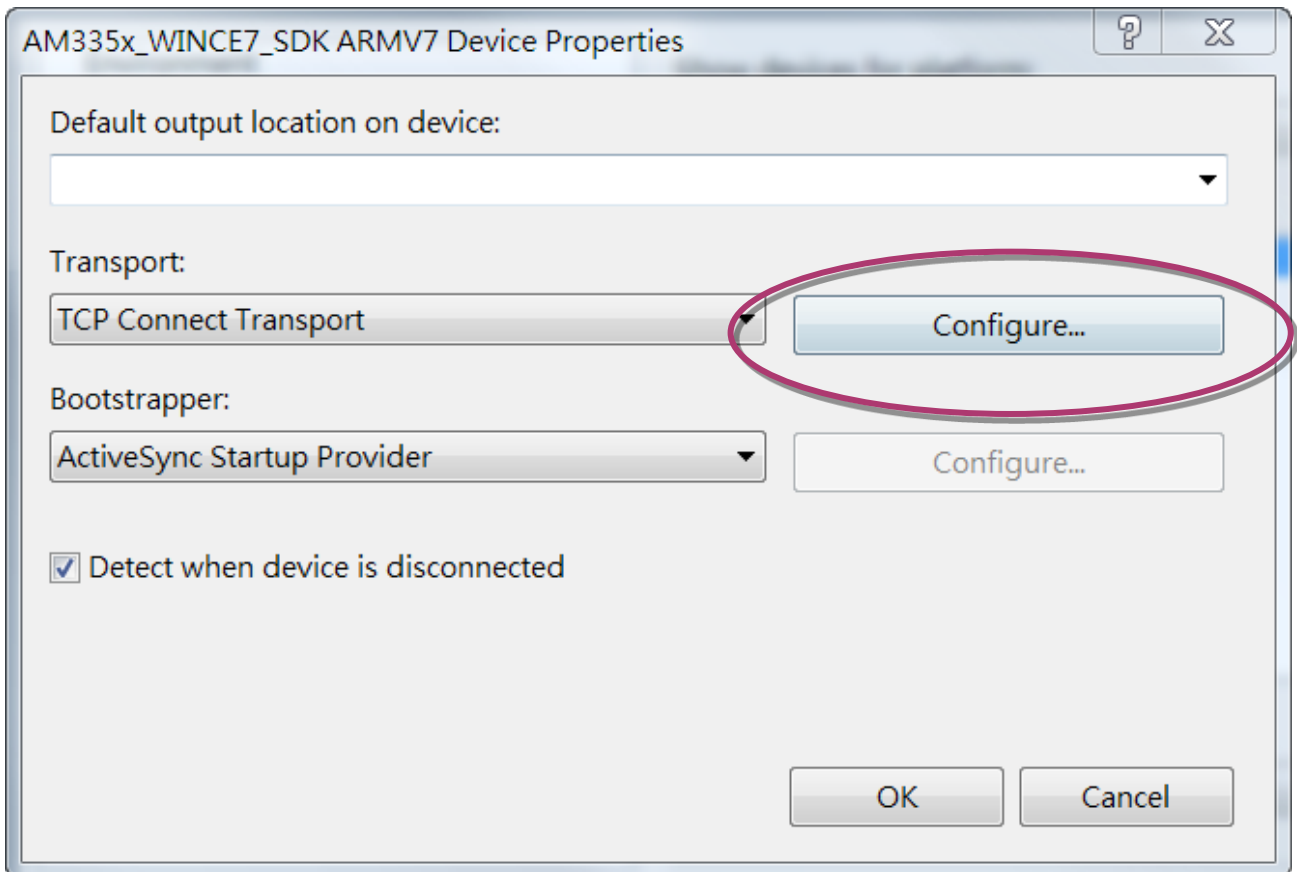 AM335x_WINCE7_SDK ARMV7 Device Properties
Default output location on device:
Transport:
TCP Connect Transport
Configure...
Bootstrapper:
ActiveSync Startup Provider
Configure...
Detect when device is disconnected
OK
Cancel